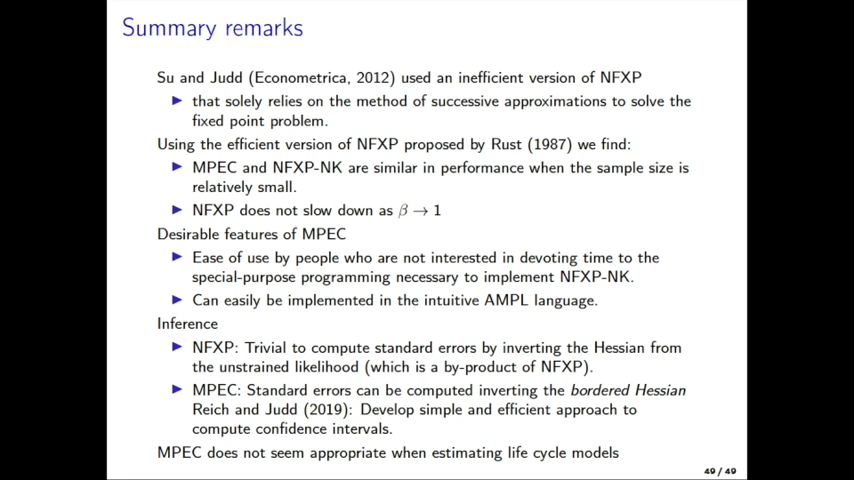 Summary remarks
Su and Judd (Econometrica, 2012) used an inefficient version of NFXP
▶ that solely relies on the method of successive approximations to solve the
fixed point problem.
Using the efficient version of NFXP proposed by Rust (1987) we find:
▶ MPEC and NFXP-NK are similar in performance when the sample size is
relatively small.
▶ NFXP does not slow down as β → 1
Desirable features of MPEC
▶ Ease of use by people who are not interested in devoting time to the
special-purpose programming necessary to implement NFXP-NK.
▶ Can easily be implemented in the intuitive AMPL language.
Inference
▶ NFXP: Trivial to compute standard errors by inverting the Hessian from
the unstrained likelihood (which is a by-product of NFXP).
▶ MPEC: Standard errors can be computed inverting the bordered Hessian
Reich and Judd (2019): Develop simple and efficient approach to
compute confidence intervals.
MPEC does not seem appropriate when estimating life cycle models
49 / 49